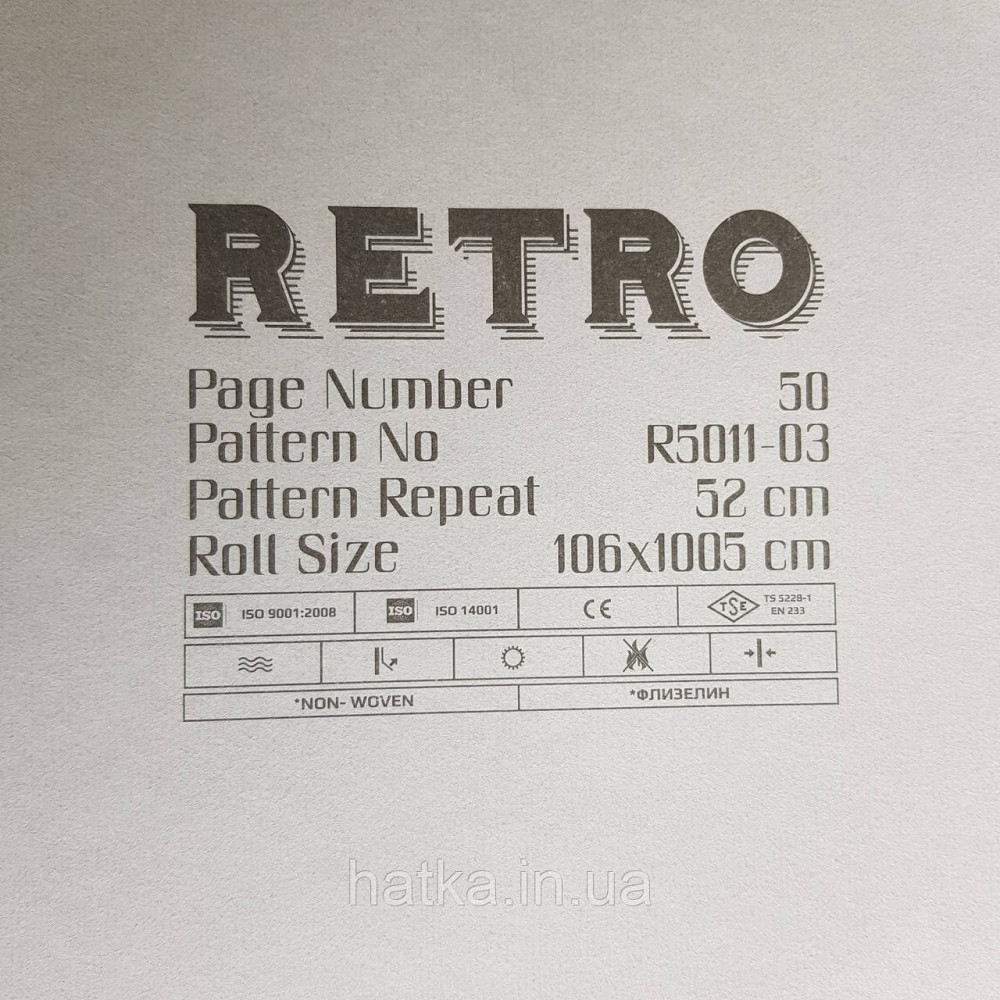 RETRO
Page Number 50
Pattern No R5011-03
Pattern Repeat 52 cm
Roll Size 106x1005 cm
ISO ISO 9001:2008 ISO ISO 14001 CE TSE TS 5228-1
EN 233
*NON- WOVEN *ФЛИЗЕЛИН
hatka.in.ua